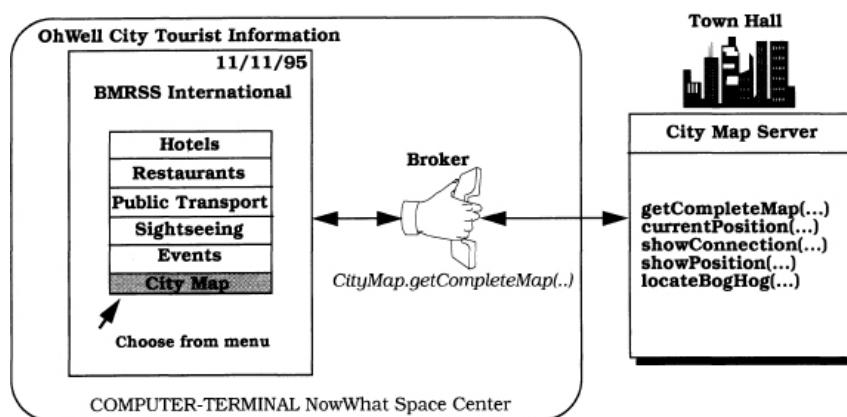 OhWell City Tourist Information
11/11/95
BMRSS International
Hotels
Restaurants
Public Transport
Sightseeing
Events
City Map
Choose from menu
COMPUTER-TERMINAL NowWhat Space Center
Broker
CityMap.getCompleteMap(..)
Town Hall
City Map Server
getCompleteMap(...)
currentPosition(...)
showConnection(...)
showPosition(...)
locateBogHog(...)